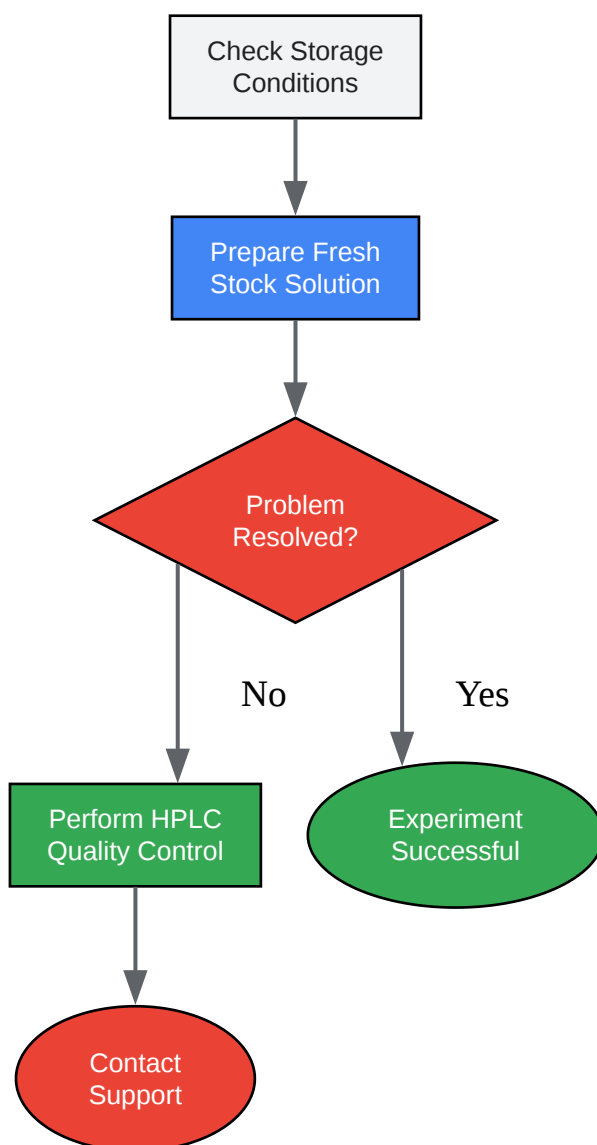 Check Storage
Conditions
Prepare Fresh
Stock Solution
Problem
Resolved?
No
Yes
Perform HPLC
Quality Control
Experiment
Successful
Contact
Support